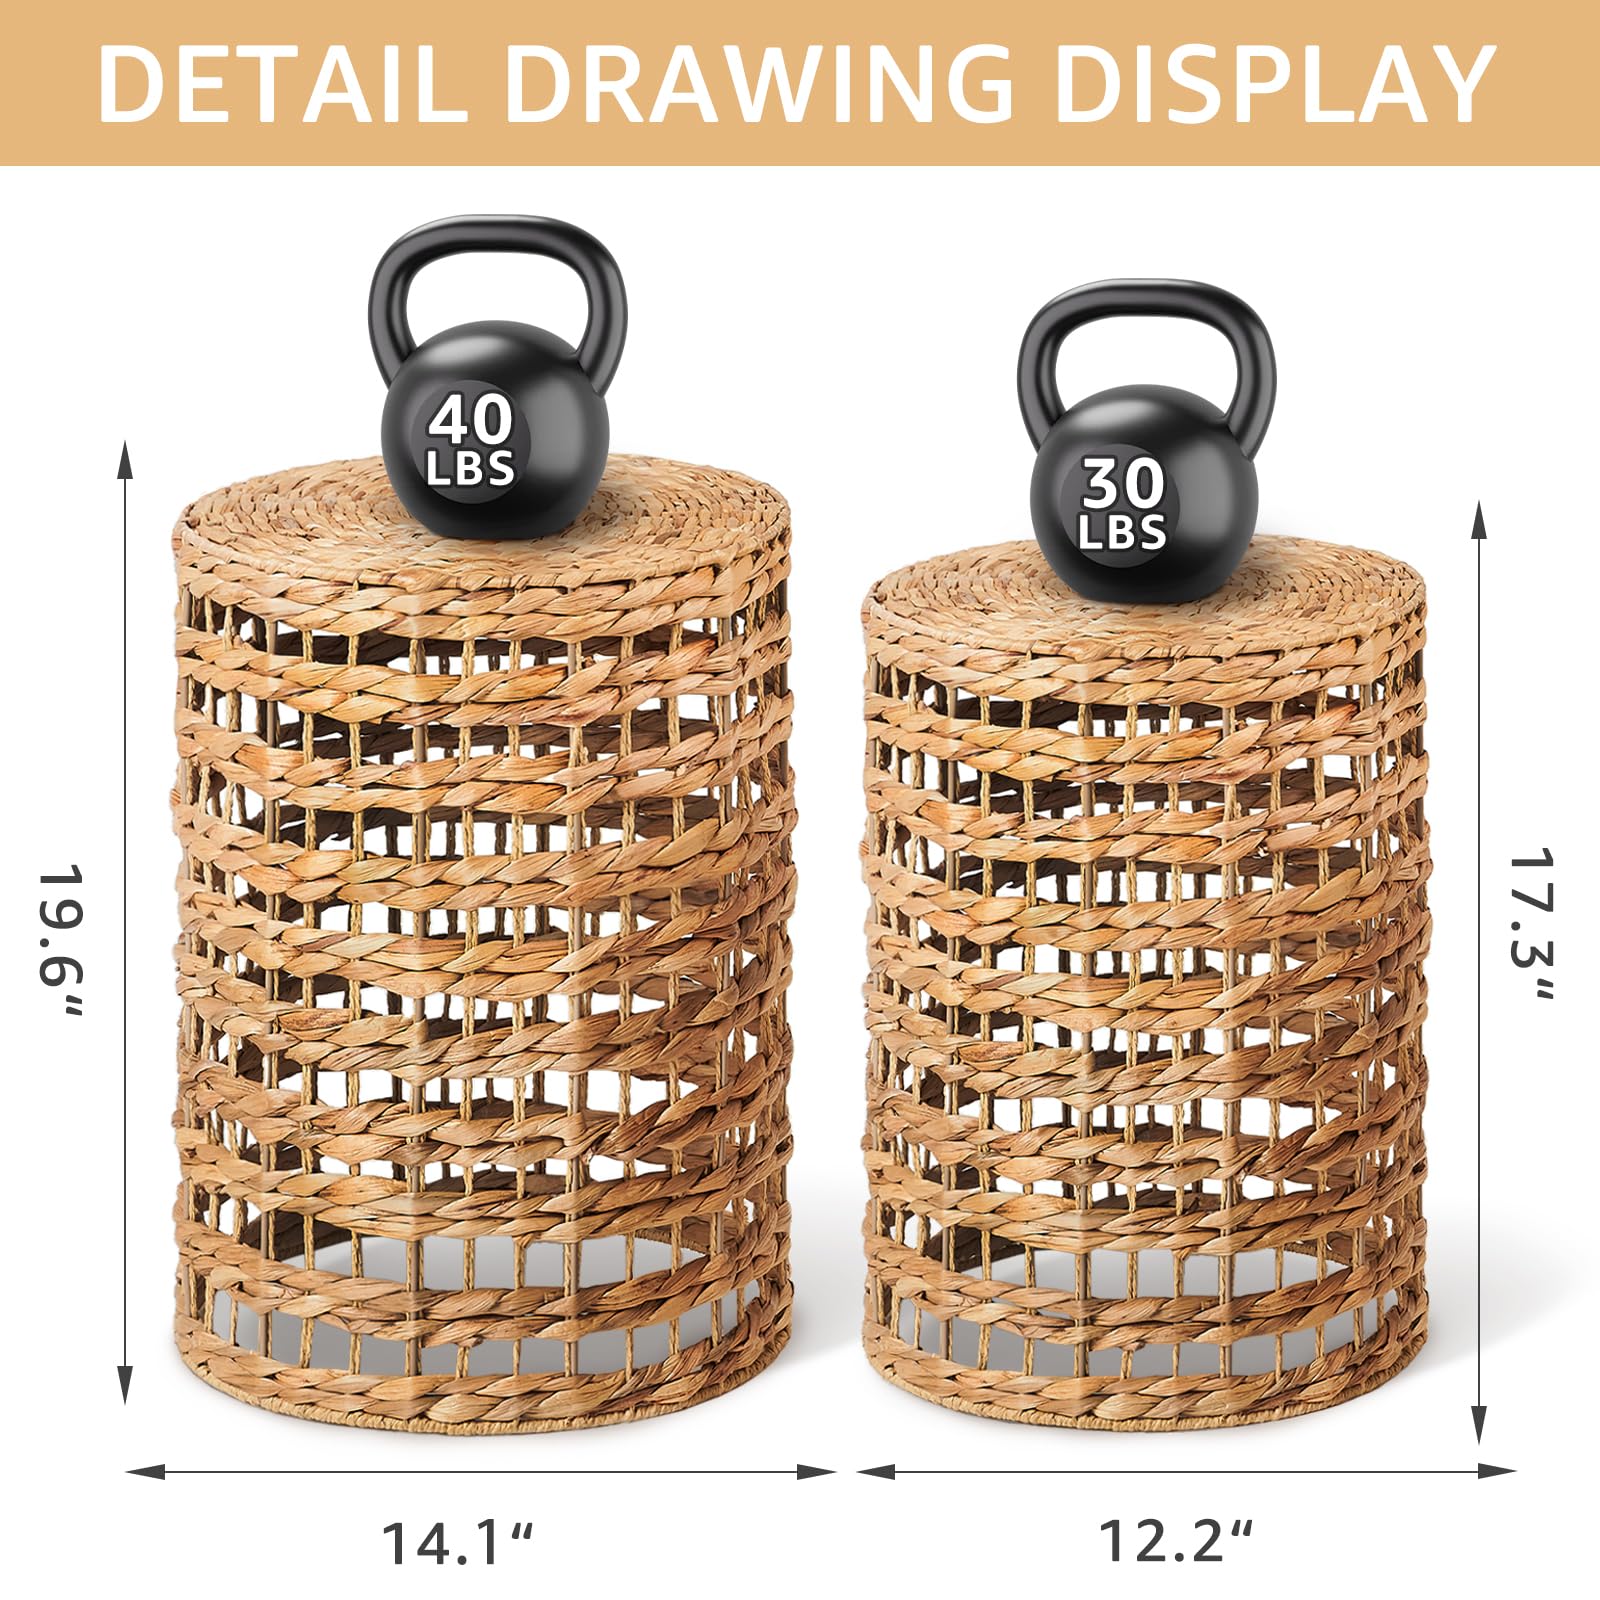 DETAIL DRAWING DISPLAY
40
LBS
30
LBS
19.6"
17.3"
14.1"
12.2"